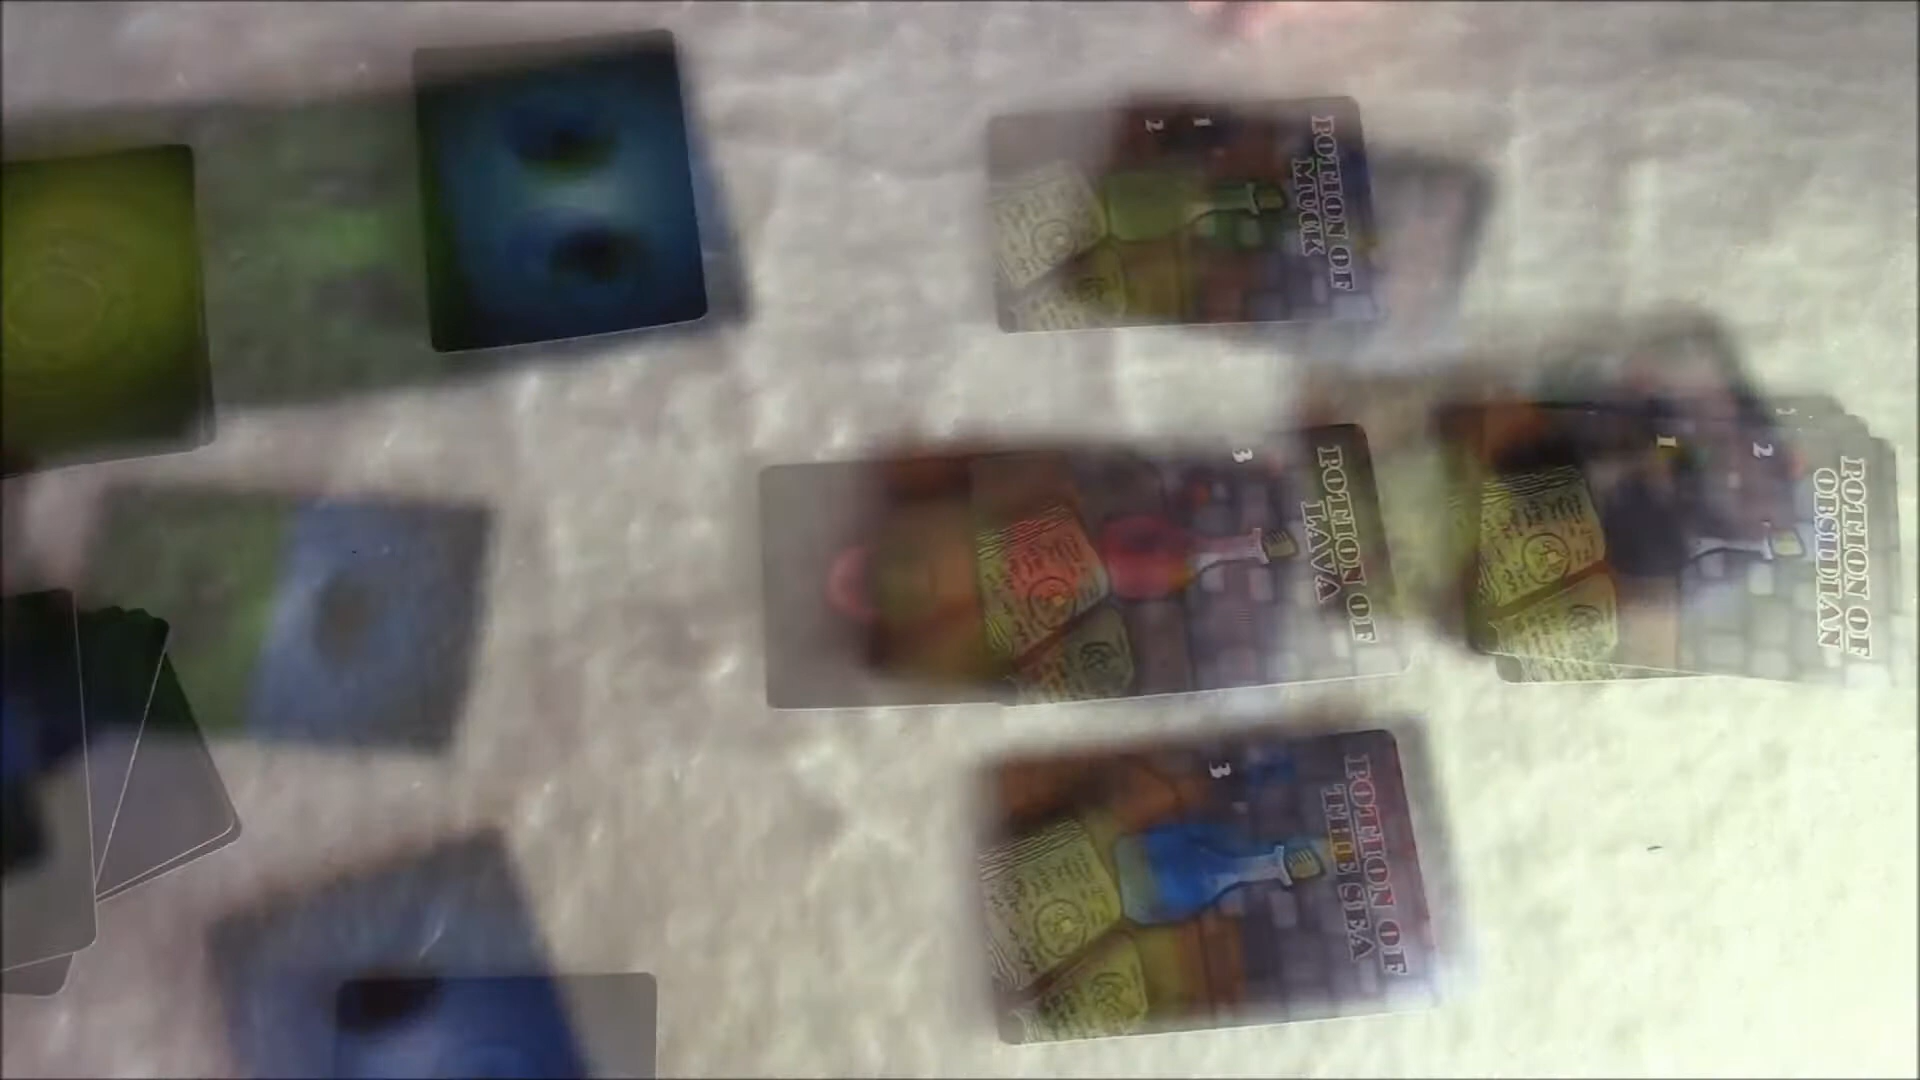 POTION OF
MUCK
1
2
POTION OF
LAVA
3
POTION OF
OBSIDIAN
2
1
POTION OF
THE SEA
3